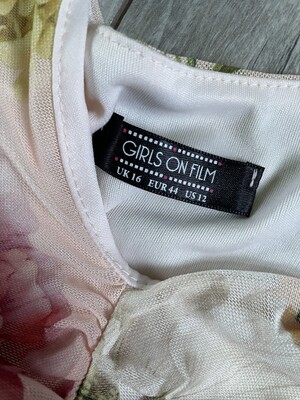 GIRLS ON FILM
UK 16 EUR 44 US 12